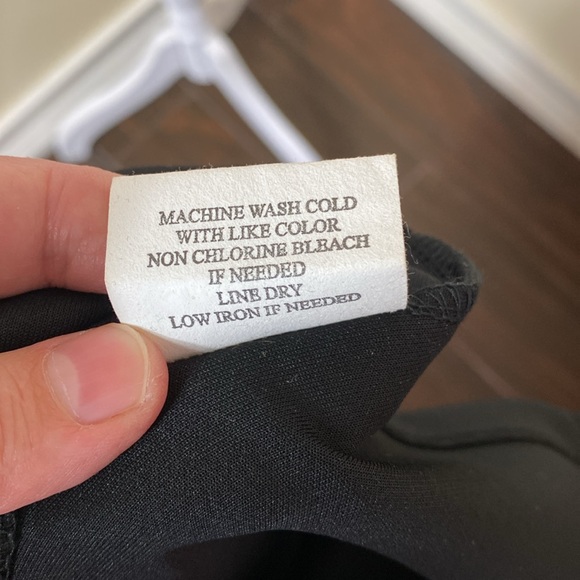 MACHINE WASH COLD
WITH LIKE COLOR
NON CHLORINE BLEACH
IF NEEDED
LINE DRY
LOW IRON IF NEEDED